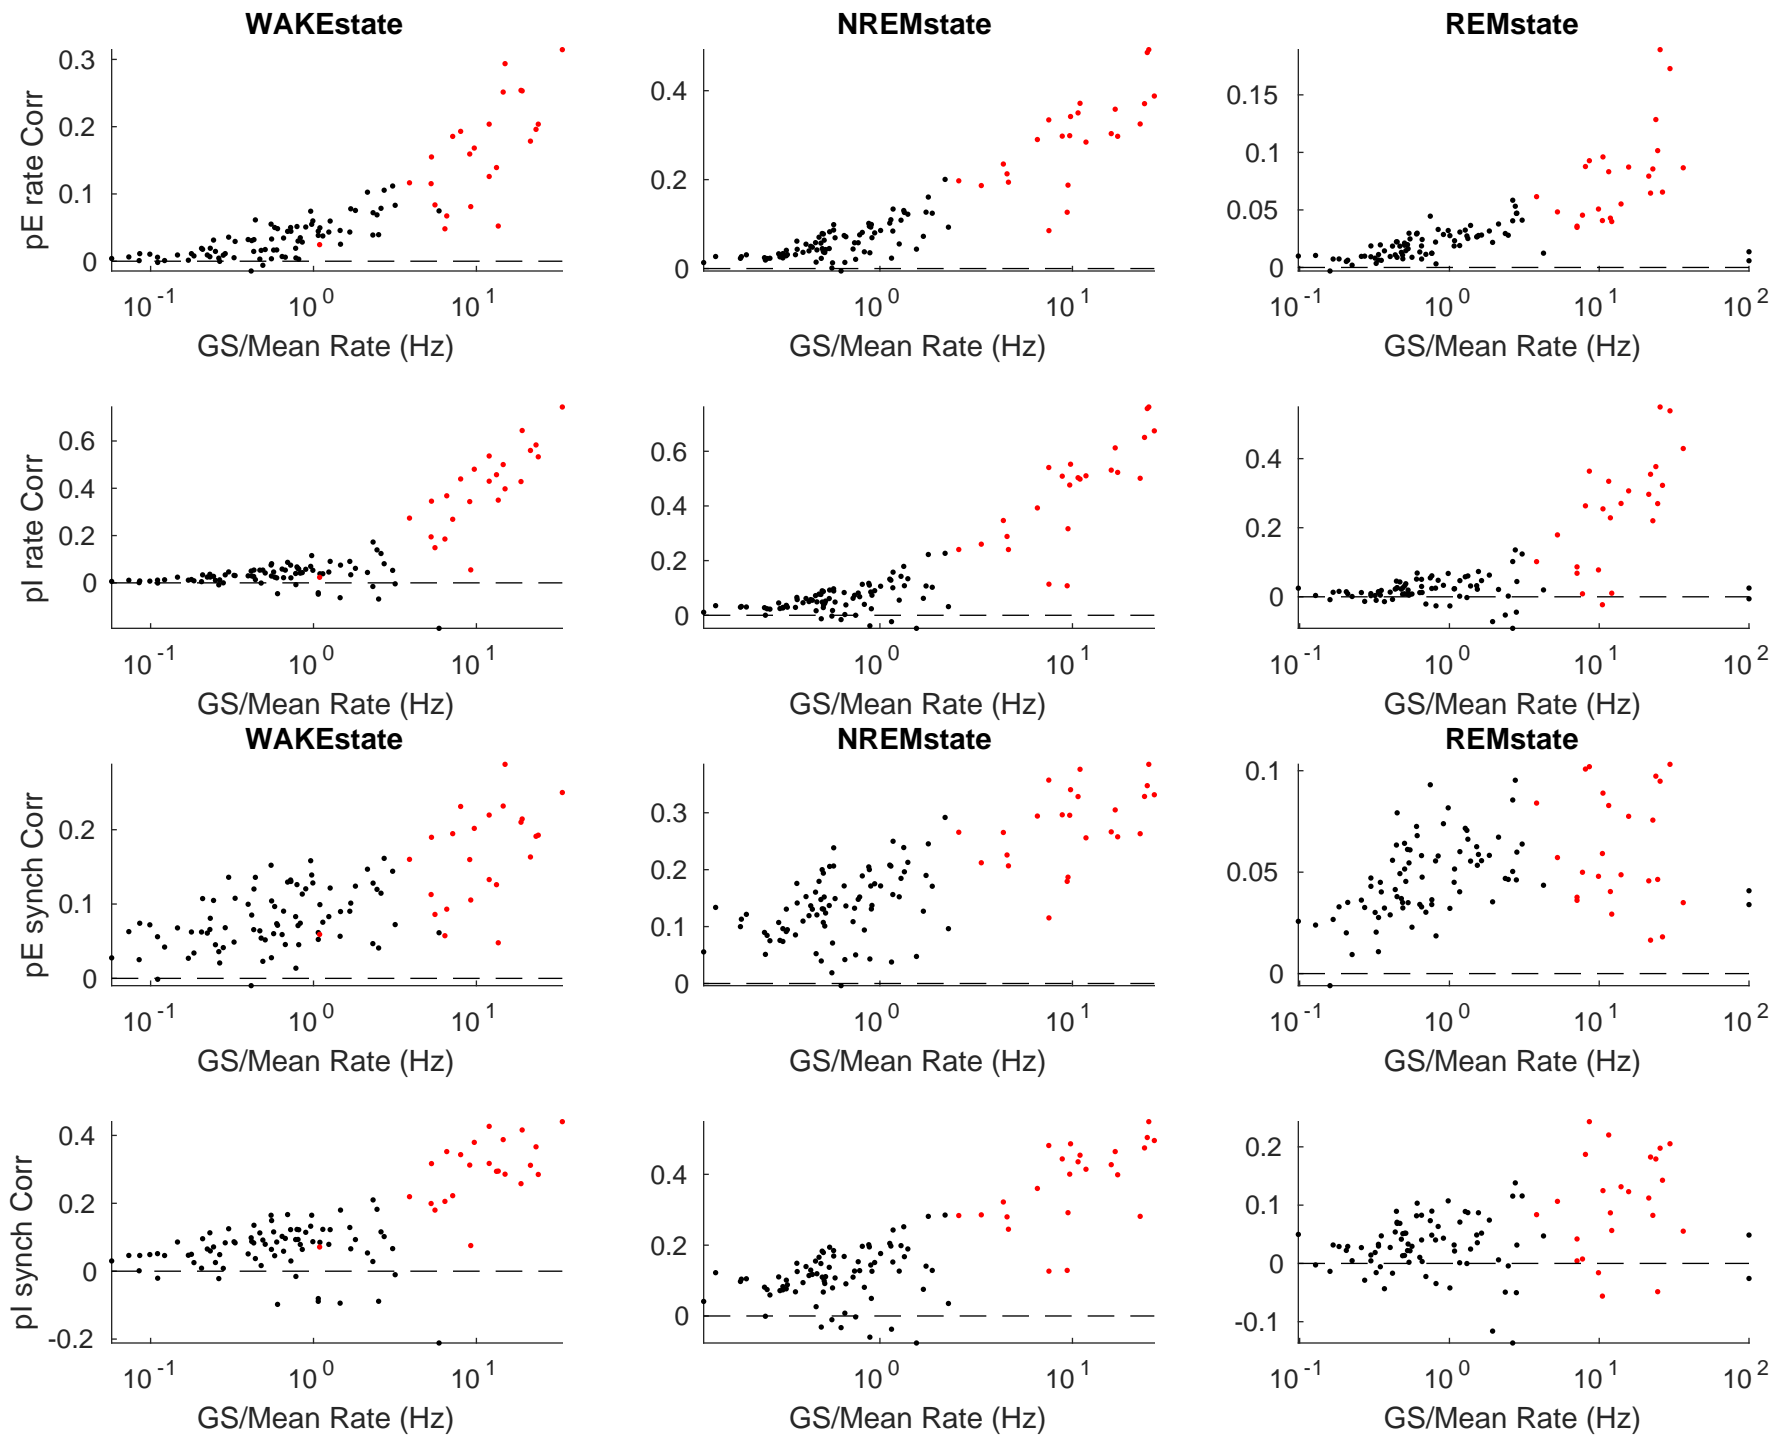 WAKEstate NREMstate REMstate
pE rate Corr
0.3
0.2
0.1
0
10^-1 10^0 10^1
GS/Mean Rate (Hz)
0.4
0.2
0
10^0 10^1
GS/Mean Rate (Hz)
0.15
0.1
0.05
0
10^-1 10^0 10^1 10^2
GS/Mean Rate (Hz)
pI rate Corr
0.6
0.4
0.2
0
10^-1 10^0 10^1
GS/Mean Rate (Hz)
0.6
0.4
0.2
0
10^0 10^1
GS/Mean Rate (Hz)
0.4
0.2
0
10^-1 10^0 10^1 10^2
GS/Mean Rate (Hz)
WAKEstate NREMstate REMstate
pE synch Corr
0.2
0.1
0
10^-1 10^0 10^1
GS/Mean Rate (Hz)
0.3
0.2
0.1
0
10^0 10^1
GS/Mean Rate (Hz)
0.1
0.05
0
10^-1 10^0 10^1 10^2
GS/Mean Rate (Hz)
pI synch Corr
0.4
0.2
0
-0.2
10^-1 10^0 10^1
GS/Mean Rate (Hz)
0.4
0.2
0
10^0 10^1
GS/Mean Rate (Hz)
0.2
0.1
0
-0.1
10^-1 10^0 10^1 10^2
GS/Mean Rate (Hz)